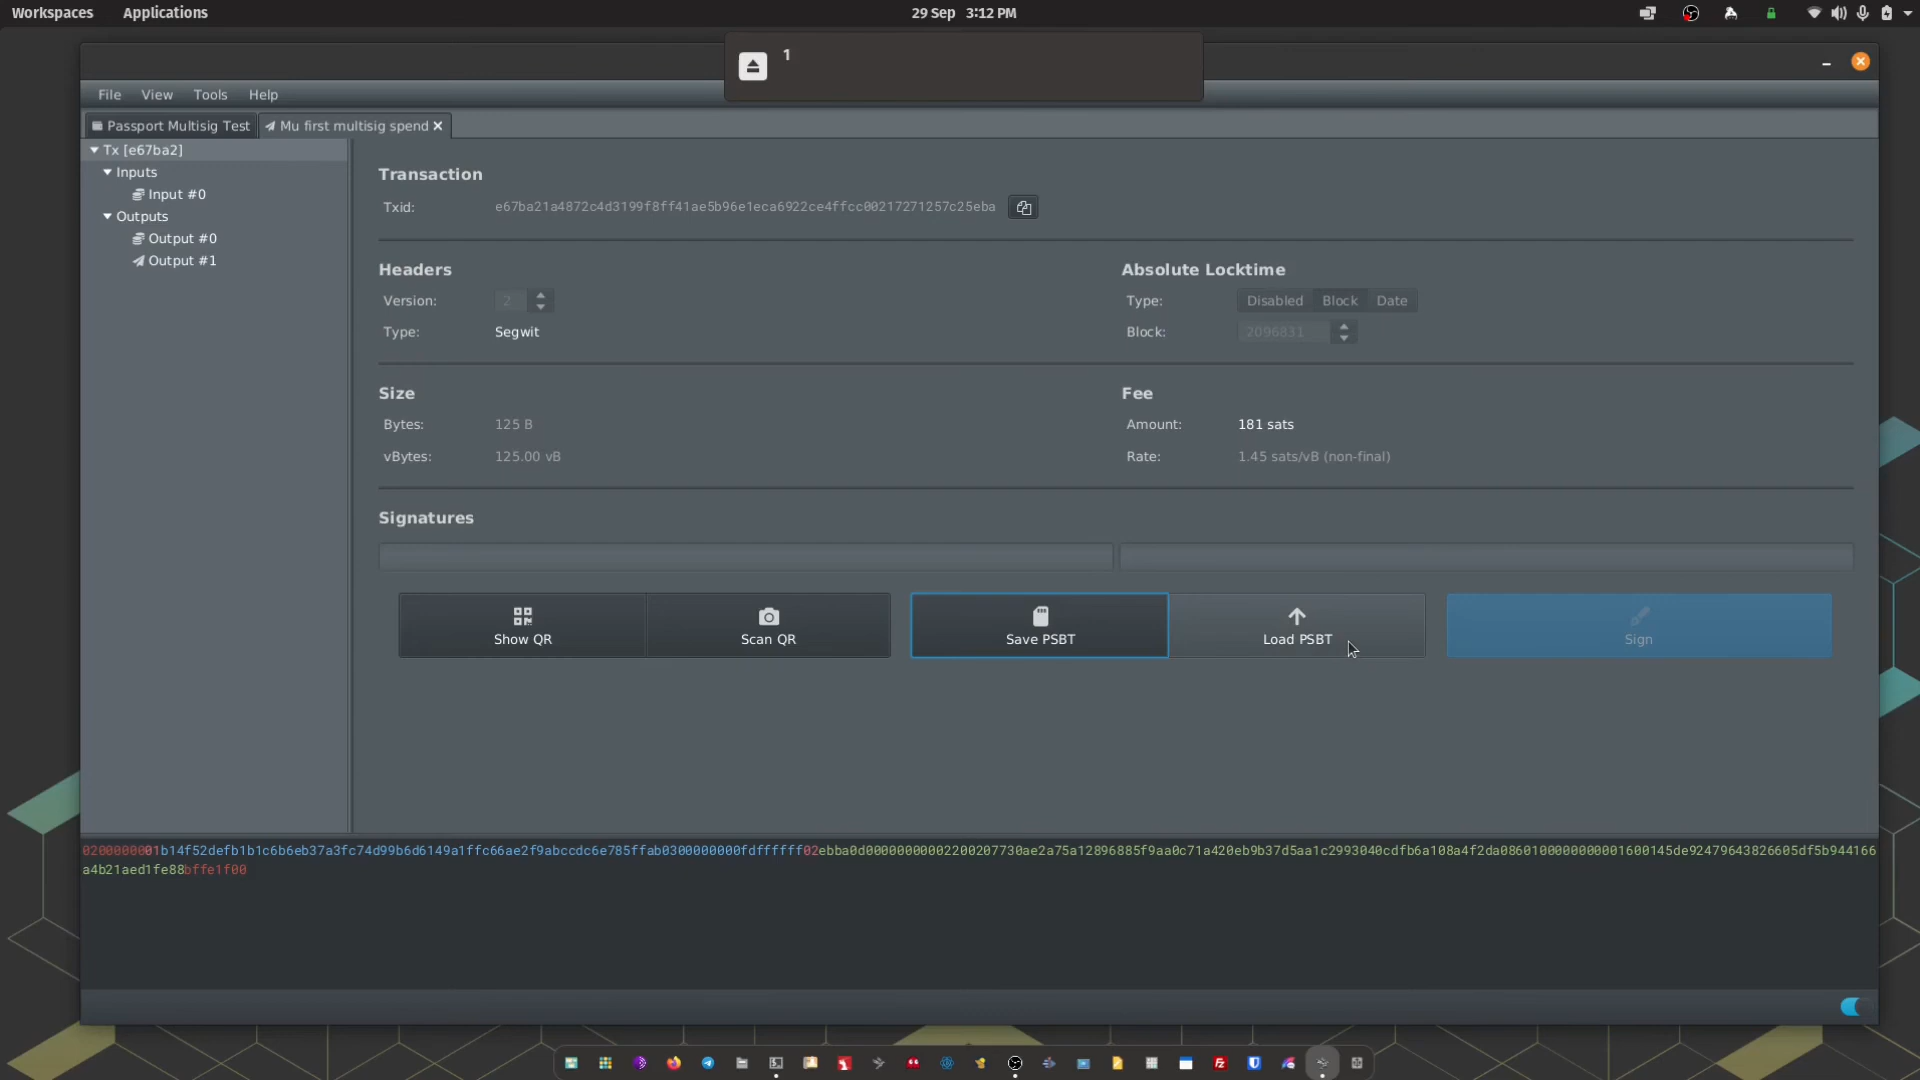 Workspaces Applications 29 Sep 3:12 PM
1
File View Tools Help
Passport Multisig Test Mu first multisig spend
Tx [e67ba2]
Inputs
Input #0
Outputs
Output #0
Output #1
Transaction
Txid: e67ba21a4872c4d3199f8ff41ae5b96e1eca6922ce4ffcc00217271257c25eba
Headers Absolute Locktime
Version: 2 Type: Disabled Block Date
Type: Segwit Block: 2096831
Size Fee
Bytes: 125 B Amount: 181 sats
vBytes: 125.00 vB Rate: 1.45 sats/vB (non-final)
Signatures
Show QR Scan QR Save PSBT Load PSBT Sign
0200000001b14f52defb1b1c6b6eb37a3fc74d99b6d6149a1ffc66ae2f9abccdc6e785ffab0300000000fdffffff02ebba0d00000000002200207730ae2a75a12896885f9aa0c71a420eb9b37d5aa1c2993040cdfb6a108a4f2da08601000000000001600145de92479643826605df5b944166
a4b21aed1fe88bffe1f00